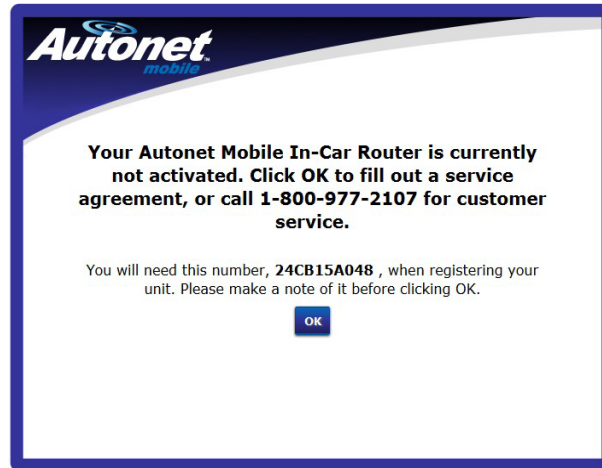 Autonet
mobile
Your Autonet Mobile In-Car Router is currently
not activated. Click OK to fill out a service
agreement, or call 1-800-977-2107 for customer
service.
You will need this number, 24CB15A048 , when registering your
unit. Please make a note of it before clicking OK.
OK